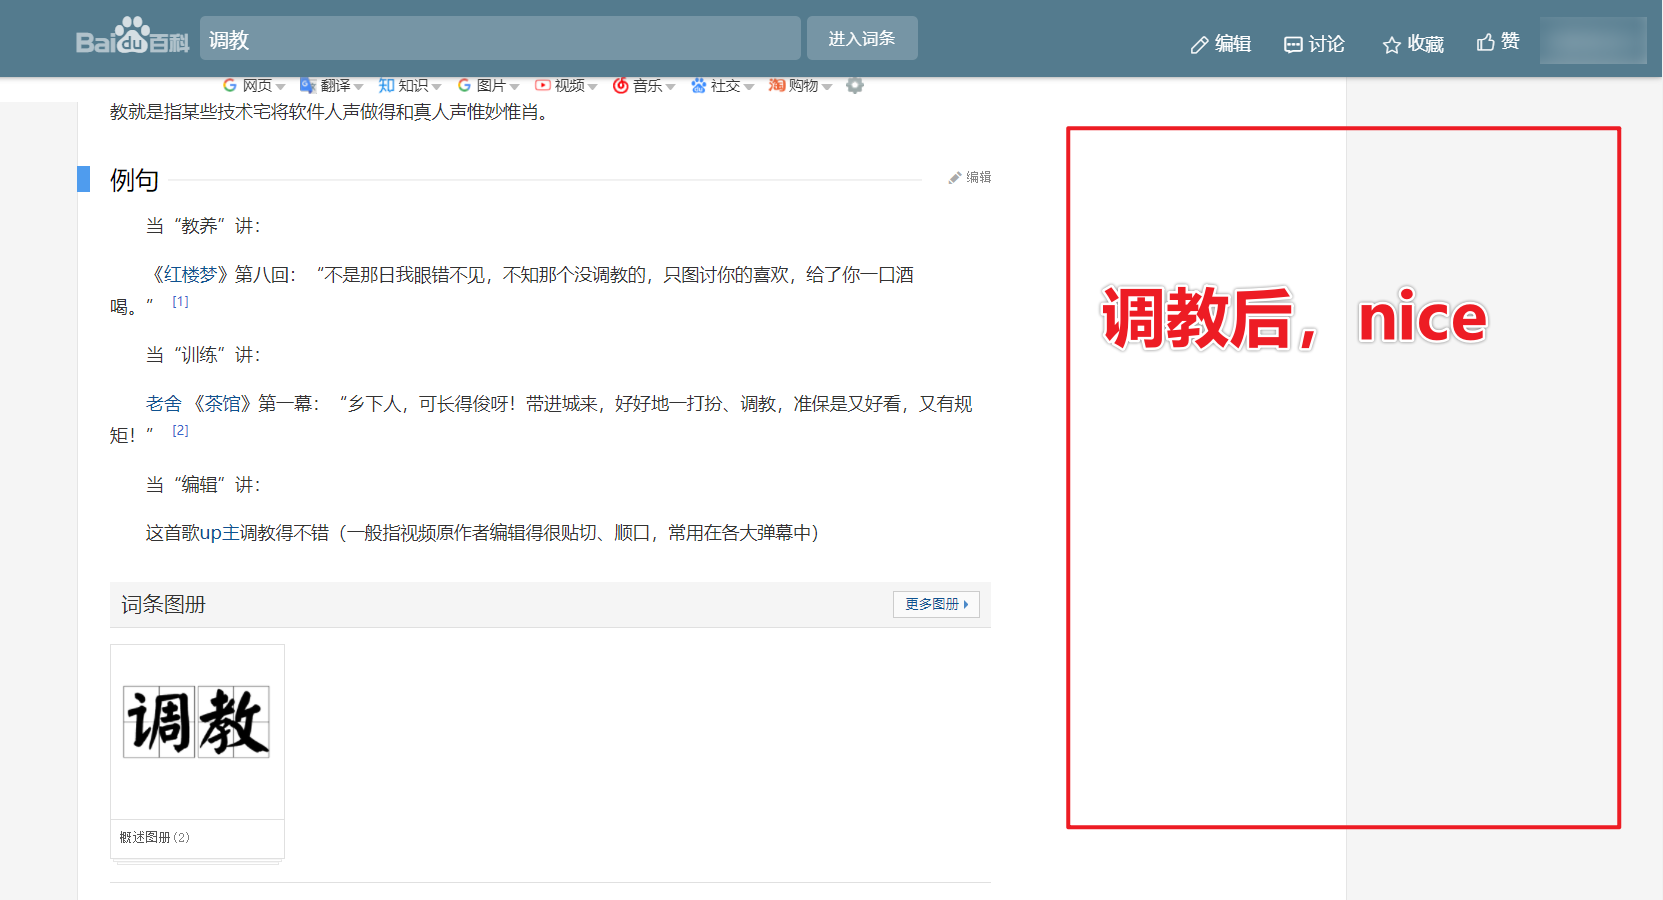 Baidu百科
调教
进入词条
编辑
讨论
收藏
赞
网页
翻译
知 知识
图片
视频
音乐
社交
淘 购物
教就是指某些技术宅将软件人声做得和真人声惟妙惟肖。
例句
编辑
当“教养”讲：
《红楼梦》第八回：“不是那日我眼错不见，不知那个没调教的，只图讨你的喜欢，给了你一口酒
喝。” [1]
当“训练”讲：
老舍《茶馆》第一幕：“乡下人，可长得俊呀！带进城来，好好地一打扮、调教，准保是又好看，又有规
矩！” [2]
当“编辑”讲：
这首歌up主调教得不错（一般指视频原作者编辑得很贴切、顺口，常用在各大弹幕中）
词条图册
更多图册
调教
概述图册(2)
调教后，nice